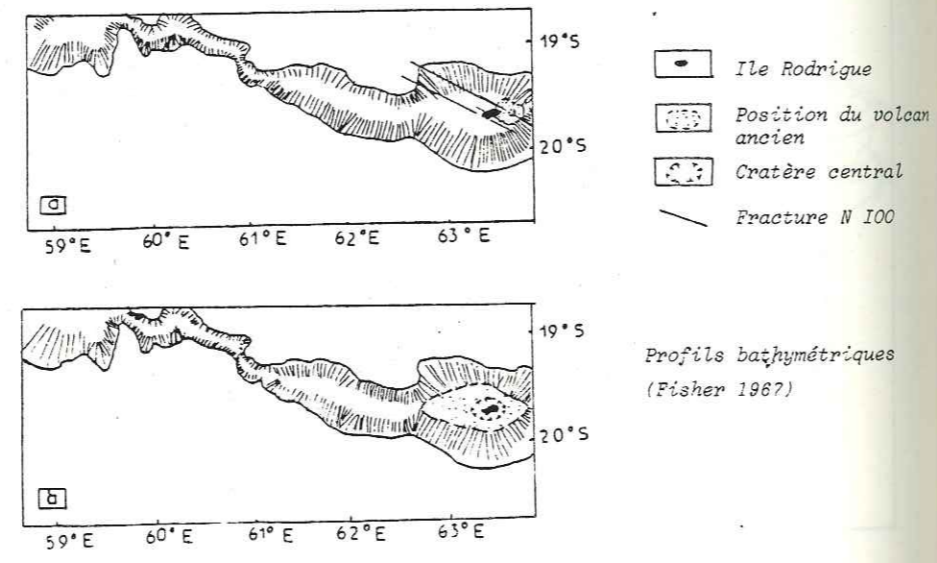 19°S
20°S
a
59°E 60°E 61°E 62°E 63°E
Ile Rodrigue
Position du volcan
ancien
Cratère central
Fracture N I00
19°S
20°S
b
59°E 60°E 61°E 62°E 63°E
Profils bathymétriques
(Fisher 1967)